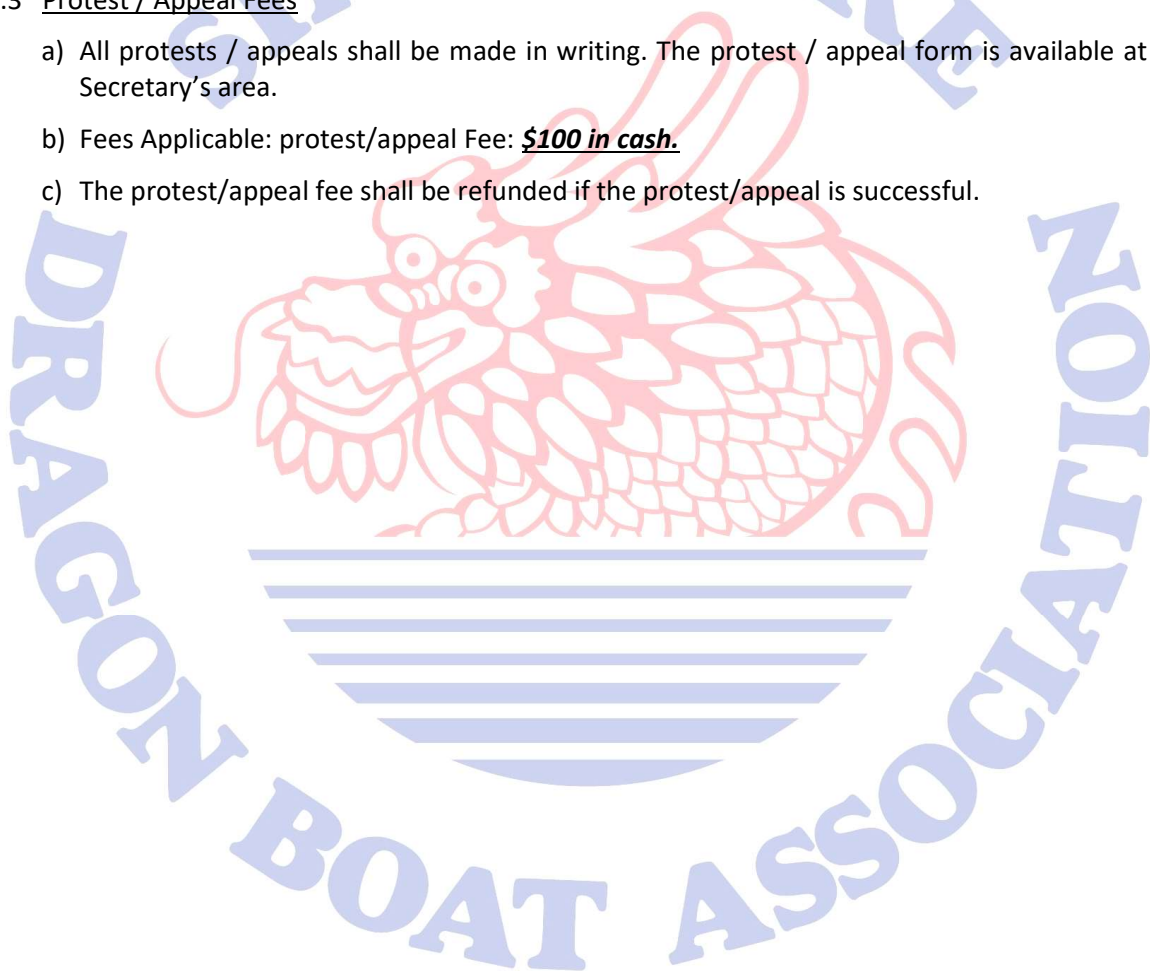 Protest / Appeal Fees
a) All protests / appeals shall be made in writing. The protest / appeal form is available at
Secretary’s area.
b) Fees Applicable: protest/appeal Fee: $100 in cash.
c) The protest/appeal fee shall be refunded if the protest/appeal is successful.
DRAGON BOAT ASSOCIATION